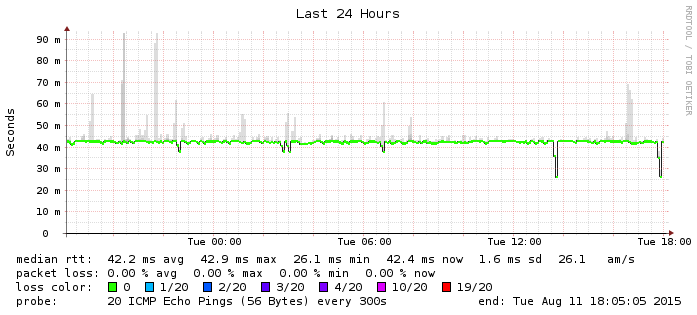 Last 24 Hours
RRDTOOL / TOBI OETIKER
Seconds
90 m
80 m
70 m
60 m
50 m
40 m
30 m
20 m
10 m
0
Tue 00:00 Tue 06:00 Tue 12:00 Tue 18:00
median rtt: 42.2 ms avg 42.9 ms max 26.1 ms min 42.4 ms now 1.6 ms sd 26.1 am/s
packet loss: 0.00 % avg 0.00 % max 0.00 % min 0.00 % now
loss color: 0 1/20 2/20 3/20 4/20 10/20 19/20
probe: 20 ICMP Echo Pings (56 Bytes) every 300s end: Tue Aug 11 18:05:05 2015